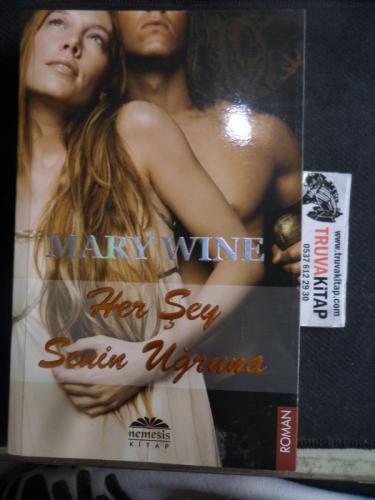 MARY WINE
Her Şey
Senin Uğruna
nemesis
KİTAP
ROMAN
www.truvakitap.com
TRUVAKİTAP
0537 612 29 30